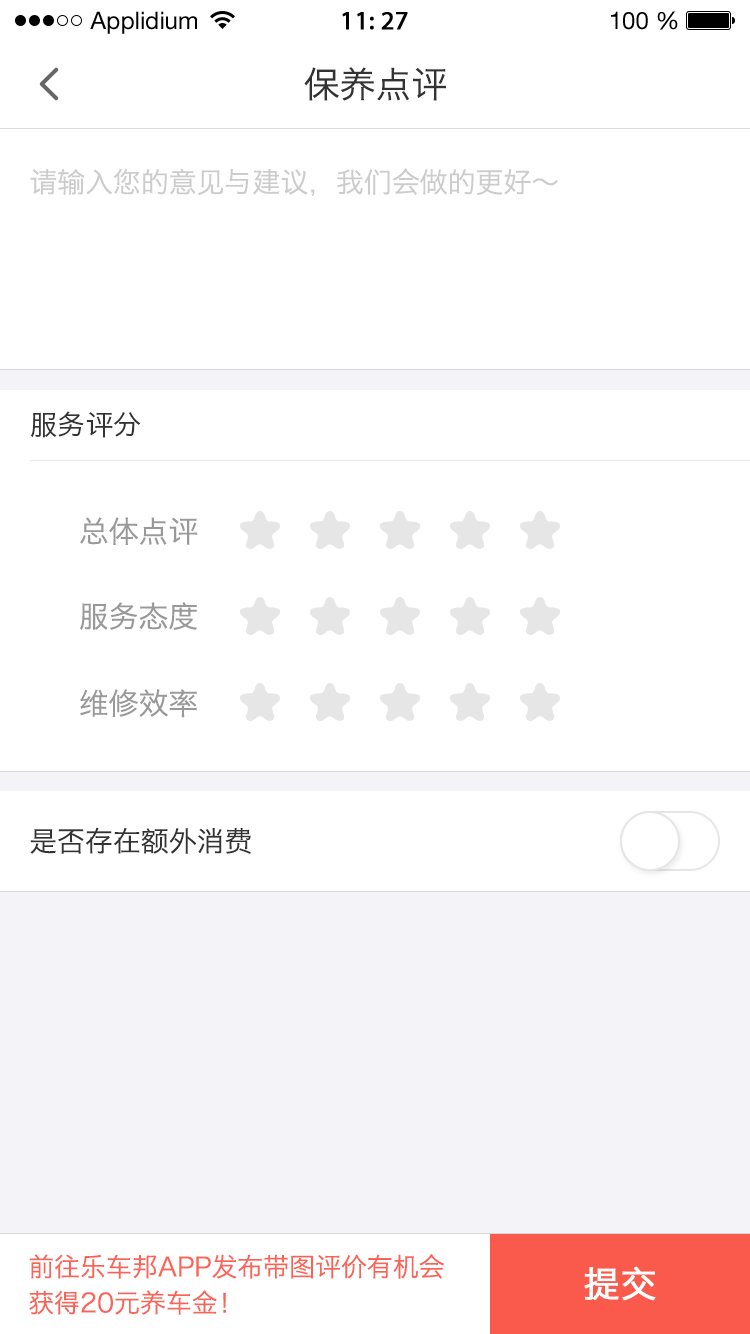 Applidium 11:27 100 %
保养点评
请输入您的意见与建议,我们会做的更好～
服务评分
总体点评
服务态度
维修效率
是否存在额外消费
前往乐车邦APP发布带图评价有机会
获得20元养车金!
提交